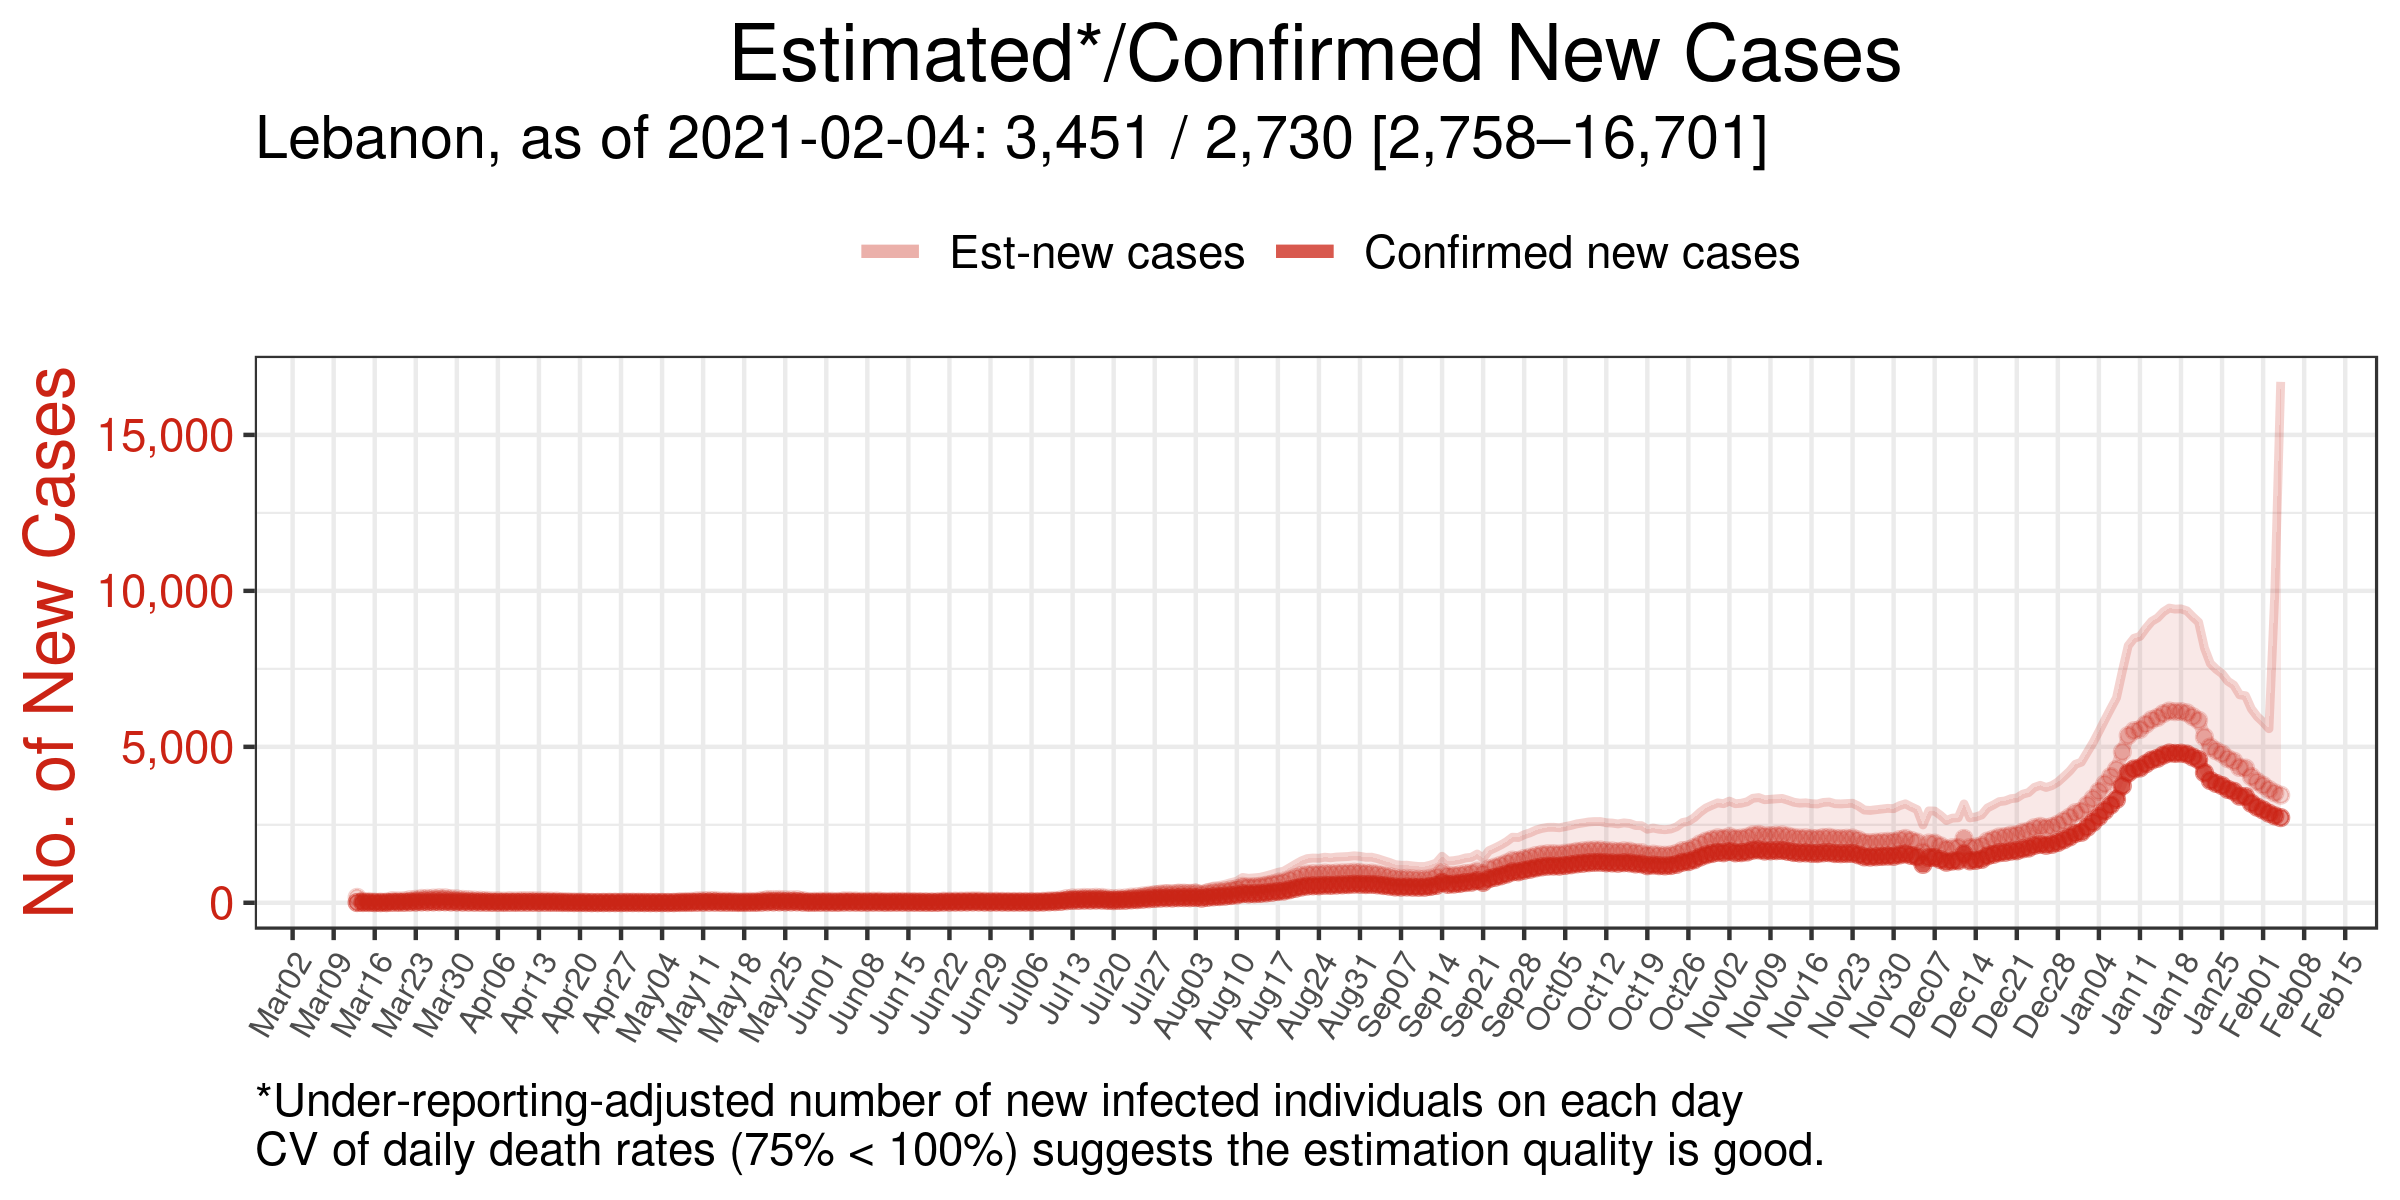 Estimated*/Confirmed New Cases
Lebanon, as of 2021-02-04: 3,451 / 2,730 [2,758–16,701]
Est-new cases
Confirmed new cases
No. of New Cases
15,000
10,000
5,000
0
Mar02
Mar09
Mar16
Mar23
Mar30
Apr06
Apr13
Apr20
Apr27
May04
May11
May18
May25
Jun01
Jun08
Jun15
Jun22
Jun29
Jul06
Jul13
Jul20
Jul27
Aug03
Aug10
Aug17
Aug24
Aug31
Sep07
Sep14
Sep21
Sep28
Oct05
Oct12
Oct19
Oct26
Nov02
Nov09
Nov16
Nov23
Nov30
Dec07
Dec14
Dec21
Dec28
Jan04
Jan11
Jan18
Jan25
Feb01
Feb08
Feb15
*Under-reporting-adjusted number of new infected individuals on each day
CV of daily death rates (75% < 100%) suggests the estimation quality is good.